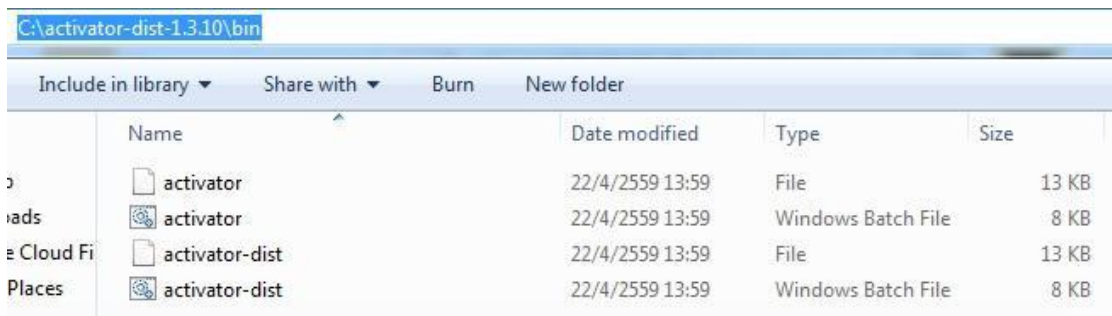 C:\activator-dist-1.3.10\bin
Include in library Share with Burn New folder
Name Date modified Type Size
activator 22/4/2559 13:59 File 13 KB
activator 22/4/2559 13:59 Windows Batch File 8 KB
e Cloud Fi activator-dist 22/4/2559 13:59 File 13 KB
Places activator-dist 22/4/2559 13:59 Windows Batch File 8 KB